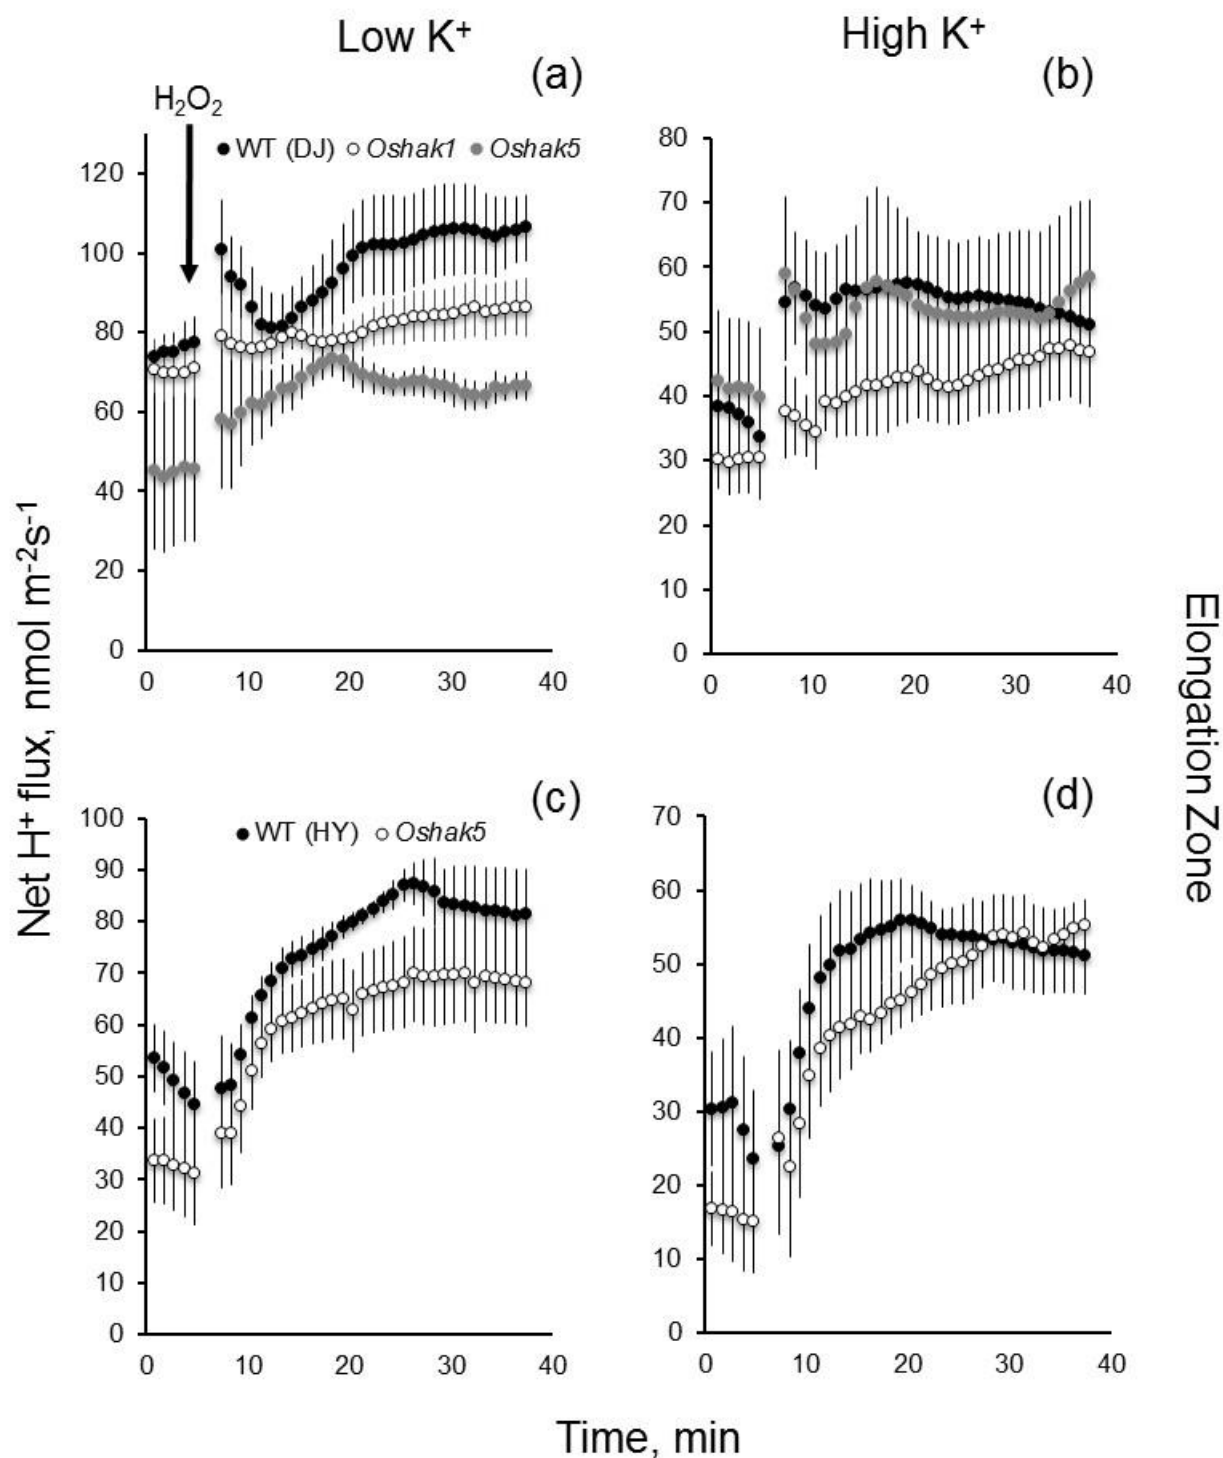 Low K⁺
High K⁺
(a)
(b)
H₂O₂
WT (DJ) Oshak1 Oshak5
120
100
80
60
40
20
0
0 10 20 30 40
80
70
60
50
40
30
20
10
0
0 10 20 30 40
Net H⁺ flux, nmol m⁻²s⁻¹
Elongation Zone
(c)
(d)
WT (HY) Oshak5
100
90
80
70
60
50
40
30
20
10
0
0 10 20 30 40
70
60
50
40
30
20
10
0
0 10 20 30 40
Time, min